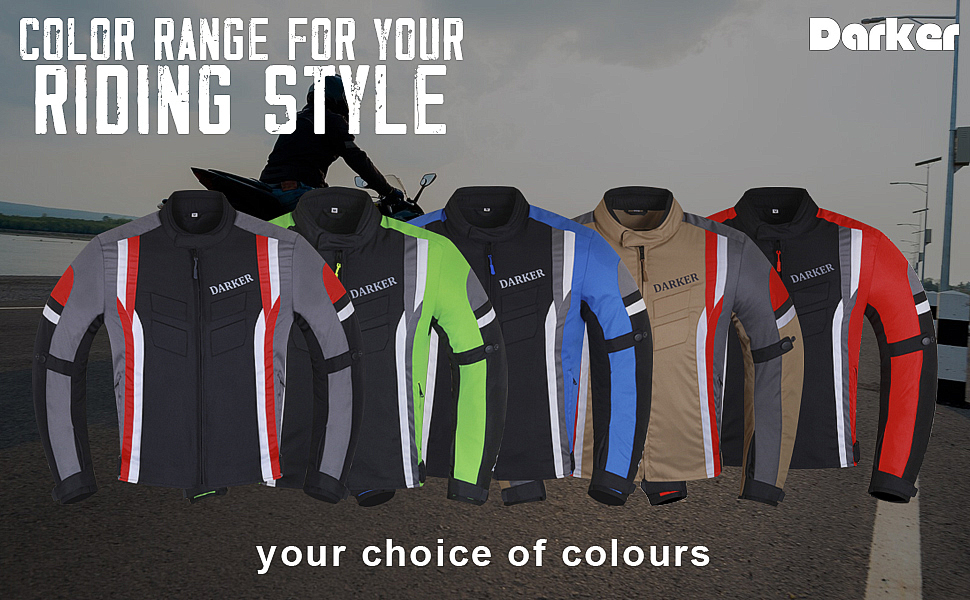 COLOR RANGE FOR YOUR
RIDING STYLE
Darker
DARKER
DARKER
DARKER
DARKER
DARKER
your choice of colours